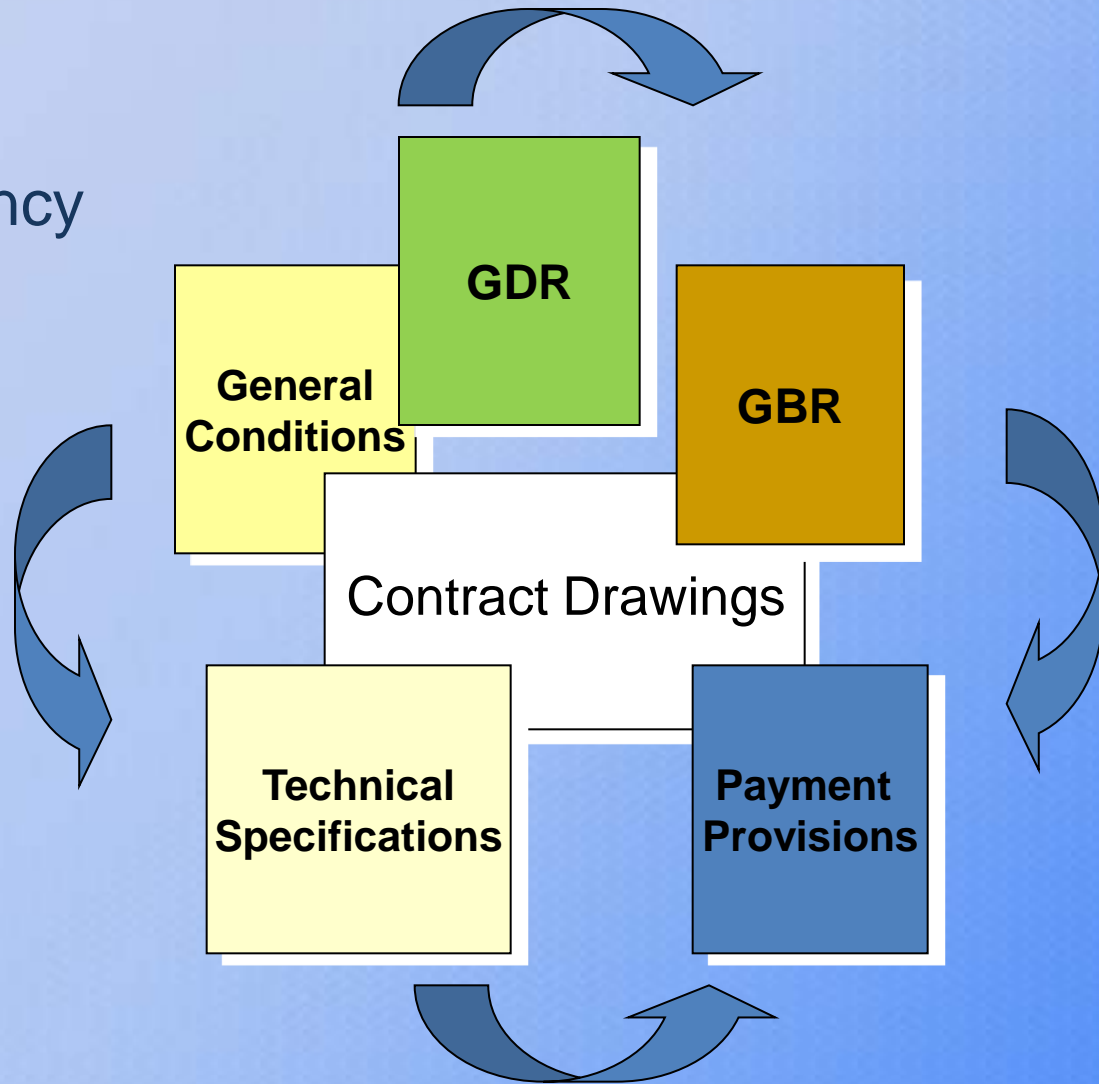 ncy
GDR
General
Conditions
GBR
Contract Drawings
Technical
Specifications
Payment
Provisions